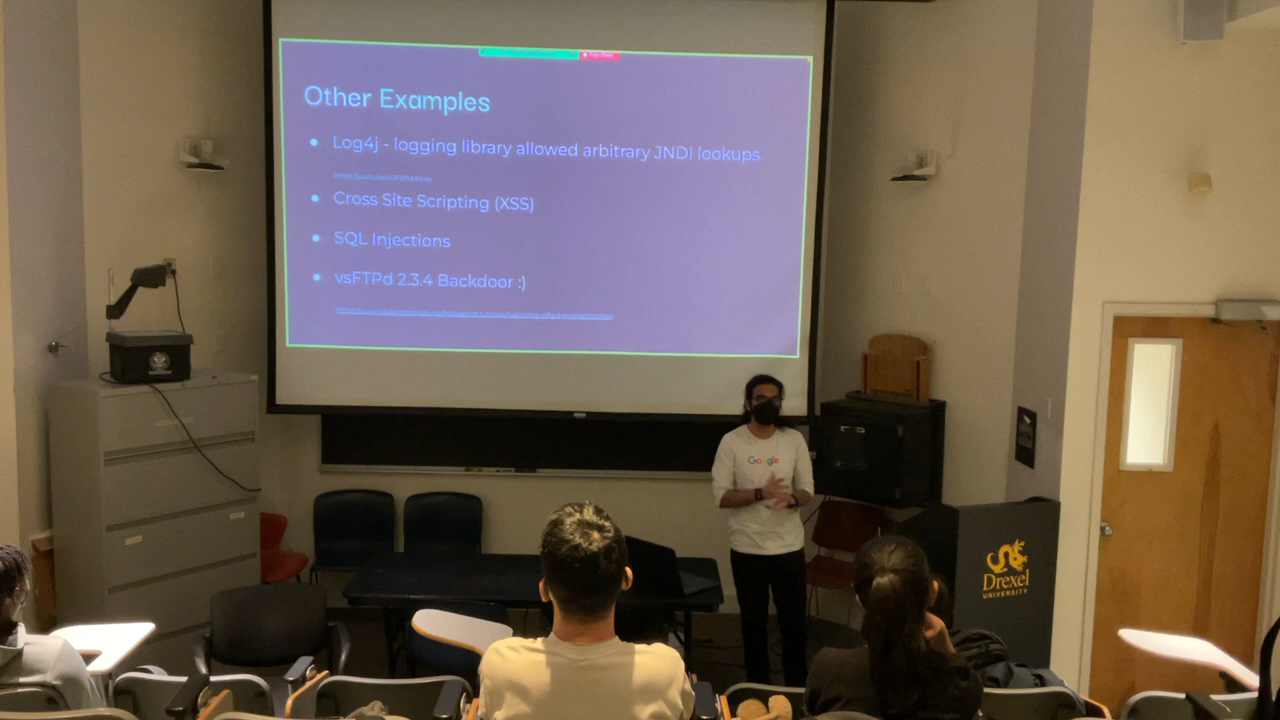 Other Examples
Log4j - logging library allowed arbitrary JNDI lookups
Cross Site Scripting (XSS)
SQL Injections
vsFTPd 2.3.4 Backdoor :)
Google
Drexel
UNIVERSITY